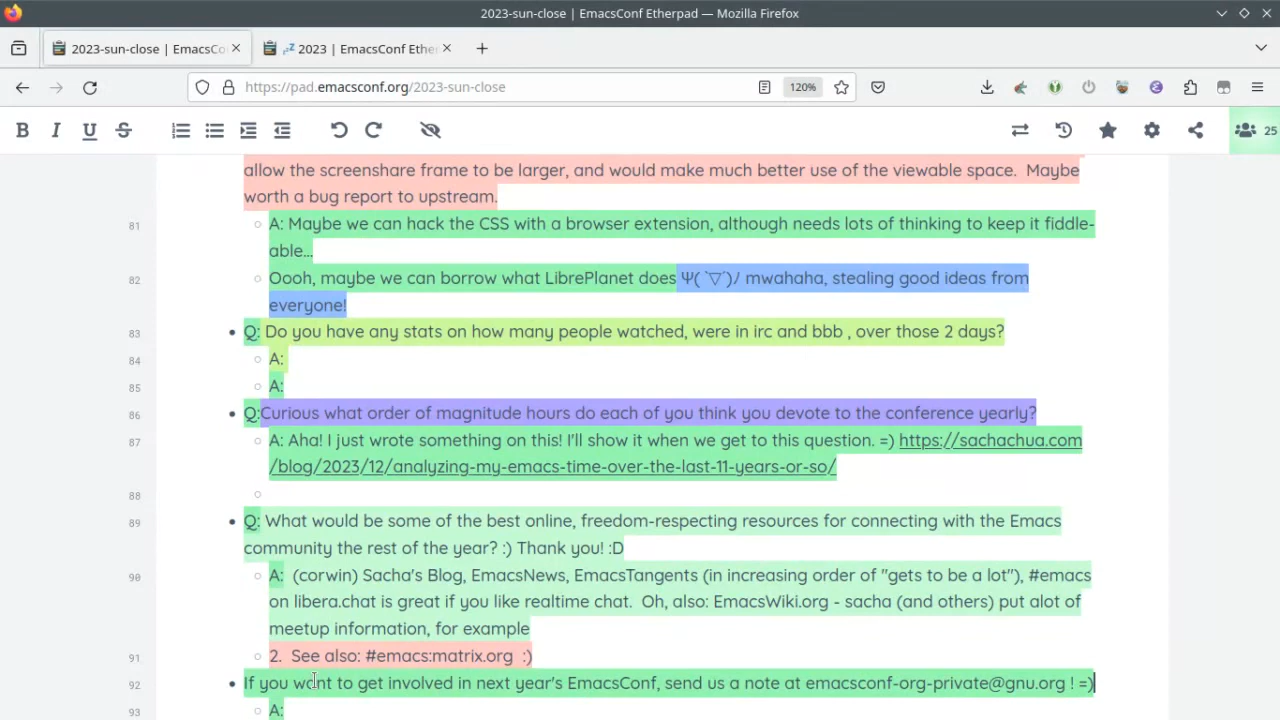 2023-sun-close | EmacsConf Etherpad — Mozilla Firefox
2023-sun-close | EmacsCo
💤 2023 | EmacsConf Ether
https://pad.emacsconf.org/2023-sun-close
120%
B I U S
25
allow the screenshare frame to be larger, and would make much better use of the viewable space.  Maybe
worth a bug report to upstream.
81 A: Maybe we can hack the CSS with a browser extension, although needs lots of thinking to keep it fiddle-
able...
82 Oooh, maybe we can borrow what LibrePlanet does Ψ( `▽´)ﾉ mwahaha, stealing good ideas from
everyone!
83 Q: Do you have any stats on how many people watched, were in irc and bbb , over those 2 days?
84 A:
85 A:
86 Q:Curious what order of magnitude hours do each of you think you devote to the conference yearly?
87 A: Aha! I just wrote something on this! I'll show it when we get to this question. =) https://sachachua.com
/blog/2023/12/analyzing-my-emacs-time-over-the-last-11-years-or-so/
88
89 Q: What would be some of the best online, freedom-respecting resources for connecting with the Emacs
community the rest of the year? :) Thank you! :D
90 A:  (corwin) Sacha's Blog, EmacsNews, EmacsTangents (in increasing order of "gets to be a lot"), #emacs
on libera.chat is great if you like realtime chat.  Oh, also: EmacsWiki.org - sacha (and others) put alot of
meetup information, for example
91 2.  See also: #emacs:matrix.org  :)
92 If you want to get involved in next year's EmacsConf, send us a note at emacsconf-org-private@gnu.org ! =)
93 A: